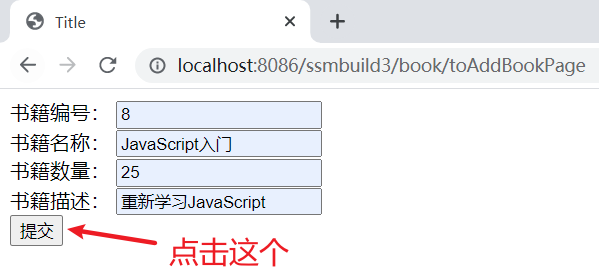 Title
localhost:8086/ssmbuild3/book/toAddBookPage
书籍编号： 8
书籍名称： JavaScript入门
书籍数量： 25
书籍描述： 重新学习JavaScript
提交
点击这个